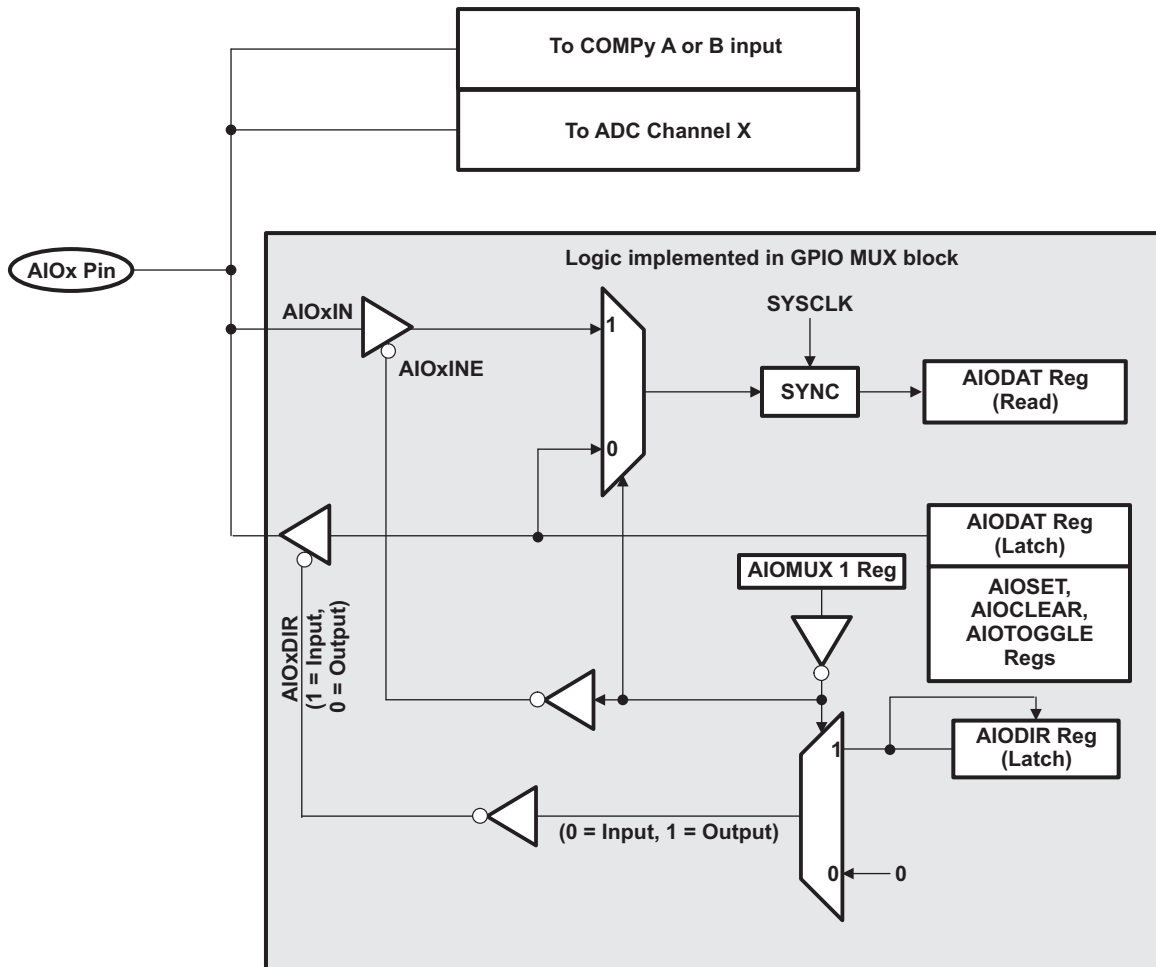 To COMPy A or B input
To ADC Channel X
AIOx Pin
Logic implemented in GPIO MUX block
AIOxIN
AIOxINE
1
0
SYSCLK
SYNC
AIODAT Reg
(Read)
AIODAT Reg
(Latch)
AIOSET,
AIOCLEAR,
AIOTOGGLE
Regs
AIOMUX 1 Reg
AIOxDIR
(1 = Input,
0 = Output)
1
AIODIR Reg
(Latch)
(0 = Input, 1 = Output)
0
0